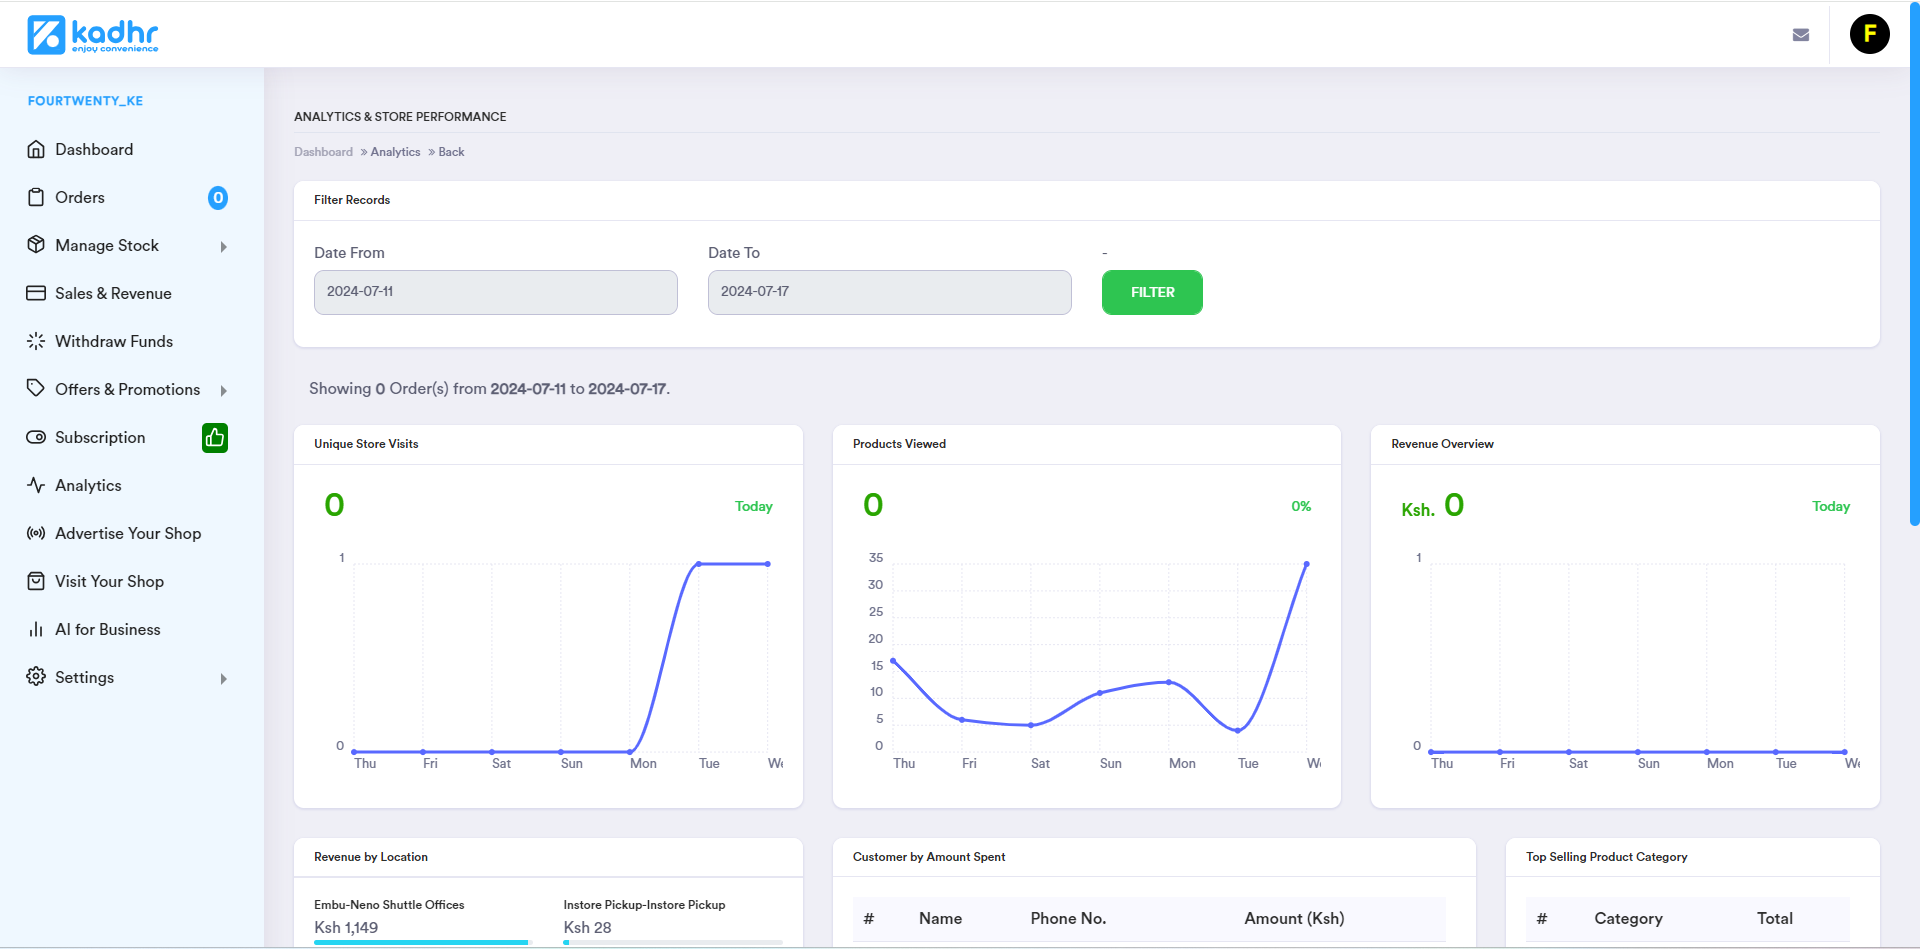 kadhr
enjoy convenience
F
FOURTWENTY_KE
Dashboard
Orders 0
Manage Stock
Sales & Revenue
Withdraw Funds
Offers & Promotions
Subscription
Analytics
Advertise Your Shop
Visit Your Shop
AI for Business
Settings
ANALYTICS & STORE PERFORMANCE
Dashboard » Analytics » Back
Filter Records
Date From
2024-07-11
Date To
2024-07-17
-
FILTER
Showing 0 Order(s) from 2024-07-11 to 2024-07-17.
Unique Store Visits
0 Today
1
0
Thu Fri Sat Sun Mon Tue We
Products Viewed
0 0%
35
30
25
20
15
10
5
0
Thu Fri Sat Sun Mon Tue We
Revenue Overview
Ksh. 0 Today
1
0
Thu Fri Sat Sun Mon Tue We
Revenue by Location
Embu-Neno Shuttle Offices
Ksh 1,149
Instore Pickup-Instore Pickup
Ksh 28
Customer by Amount Spent
# Name Phone No. Amount (Ksh)
Top Selling Product Category
# Category Total